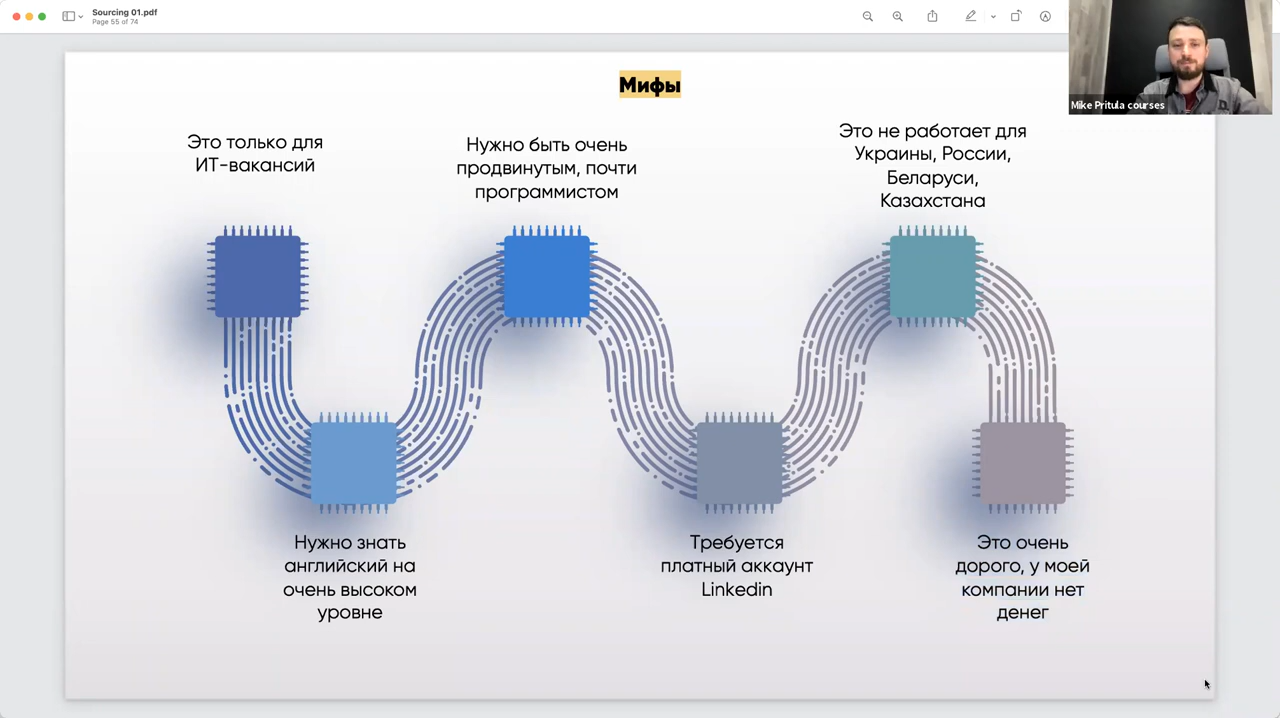 Sourcing 01.pdf
Page 55 of 74
Mike Pritula courses
Мифы
Это только для
ИТ-вакансий
Нужно быть очень
продвинутым, почти
программистом
Это не работает для
Украины, России,
Беларуси,
Казахстана
Нужно знать
английский на
очень высоком
уровне
Требуется
платный аккаунт
Linkedin
Это очень
дорого, у моей
компании нет
денег